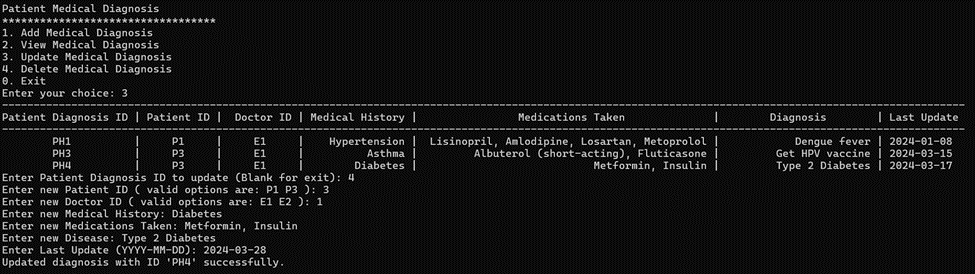 Patient Medical Diagnosis
**********************************
1. Add Medical Diagnosis
2. View Medical Diagnosis
3. Update Medical Diagnosis
4. Delete Medical Diagnosis
0. Exit
Enter your choice: 3
Patient Diagnosis ID | Patient ID | Doctor ID | Medical History | Medications Taken | Diagnosis | Last Update
PH1 | P1 | E1 | Hypertension | Lisinopril, Amlodipine, Losartan, Metoprolol | Dengue fever | 2024-01-08
PH3 | P3 | E1 | Asthma | Albuterol (short-acting), Fluticasone | Get HPV vaccine | 2024-03-15
PH4 | P3 | E1 | Diabetes | Metformin, Insulin | Type 2 Diabetes | 2024-03-17
Enter Patient Diagnosis ID to update (Blank for exit): 4
Enter new Patient ID ( valid options are: P1 P3 ): 3
Enter new Doctor ID ( valid options are: E1 E2 ): 1
Enter new Medical History: Diabetes
Enter new Medications Taken: Metformin, Insulin
Enter new Disease: Type 2 Diabetes
Enter Last Update (YYYY-MM-DD): 2024-03-28
Updated diagnosis with ID 'PH4' successfully.